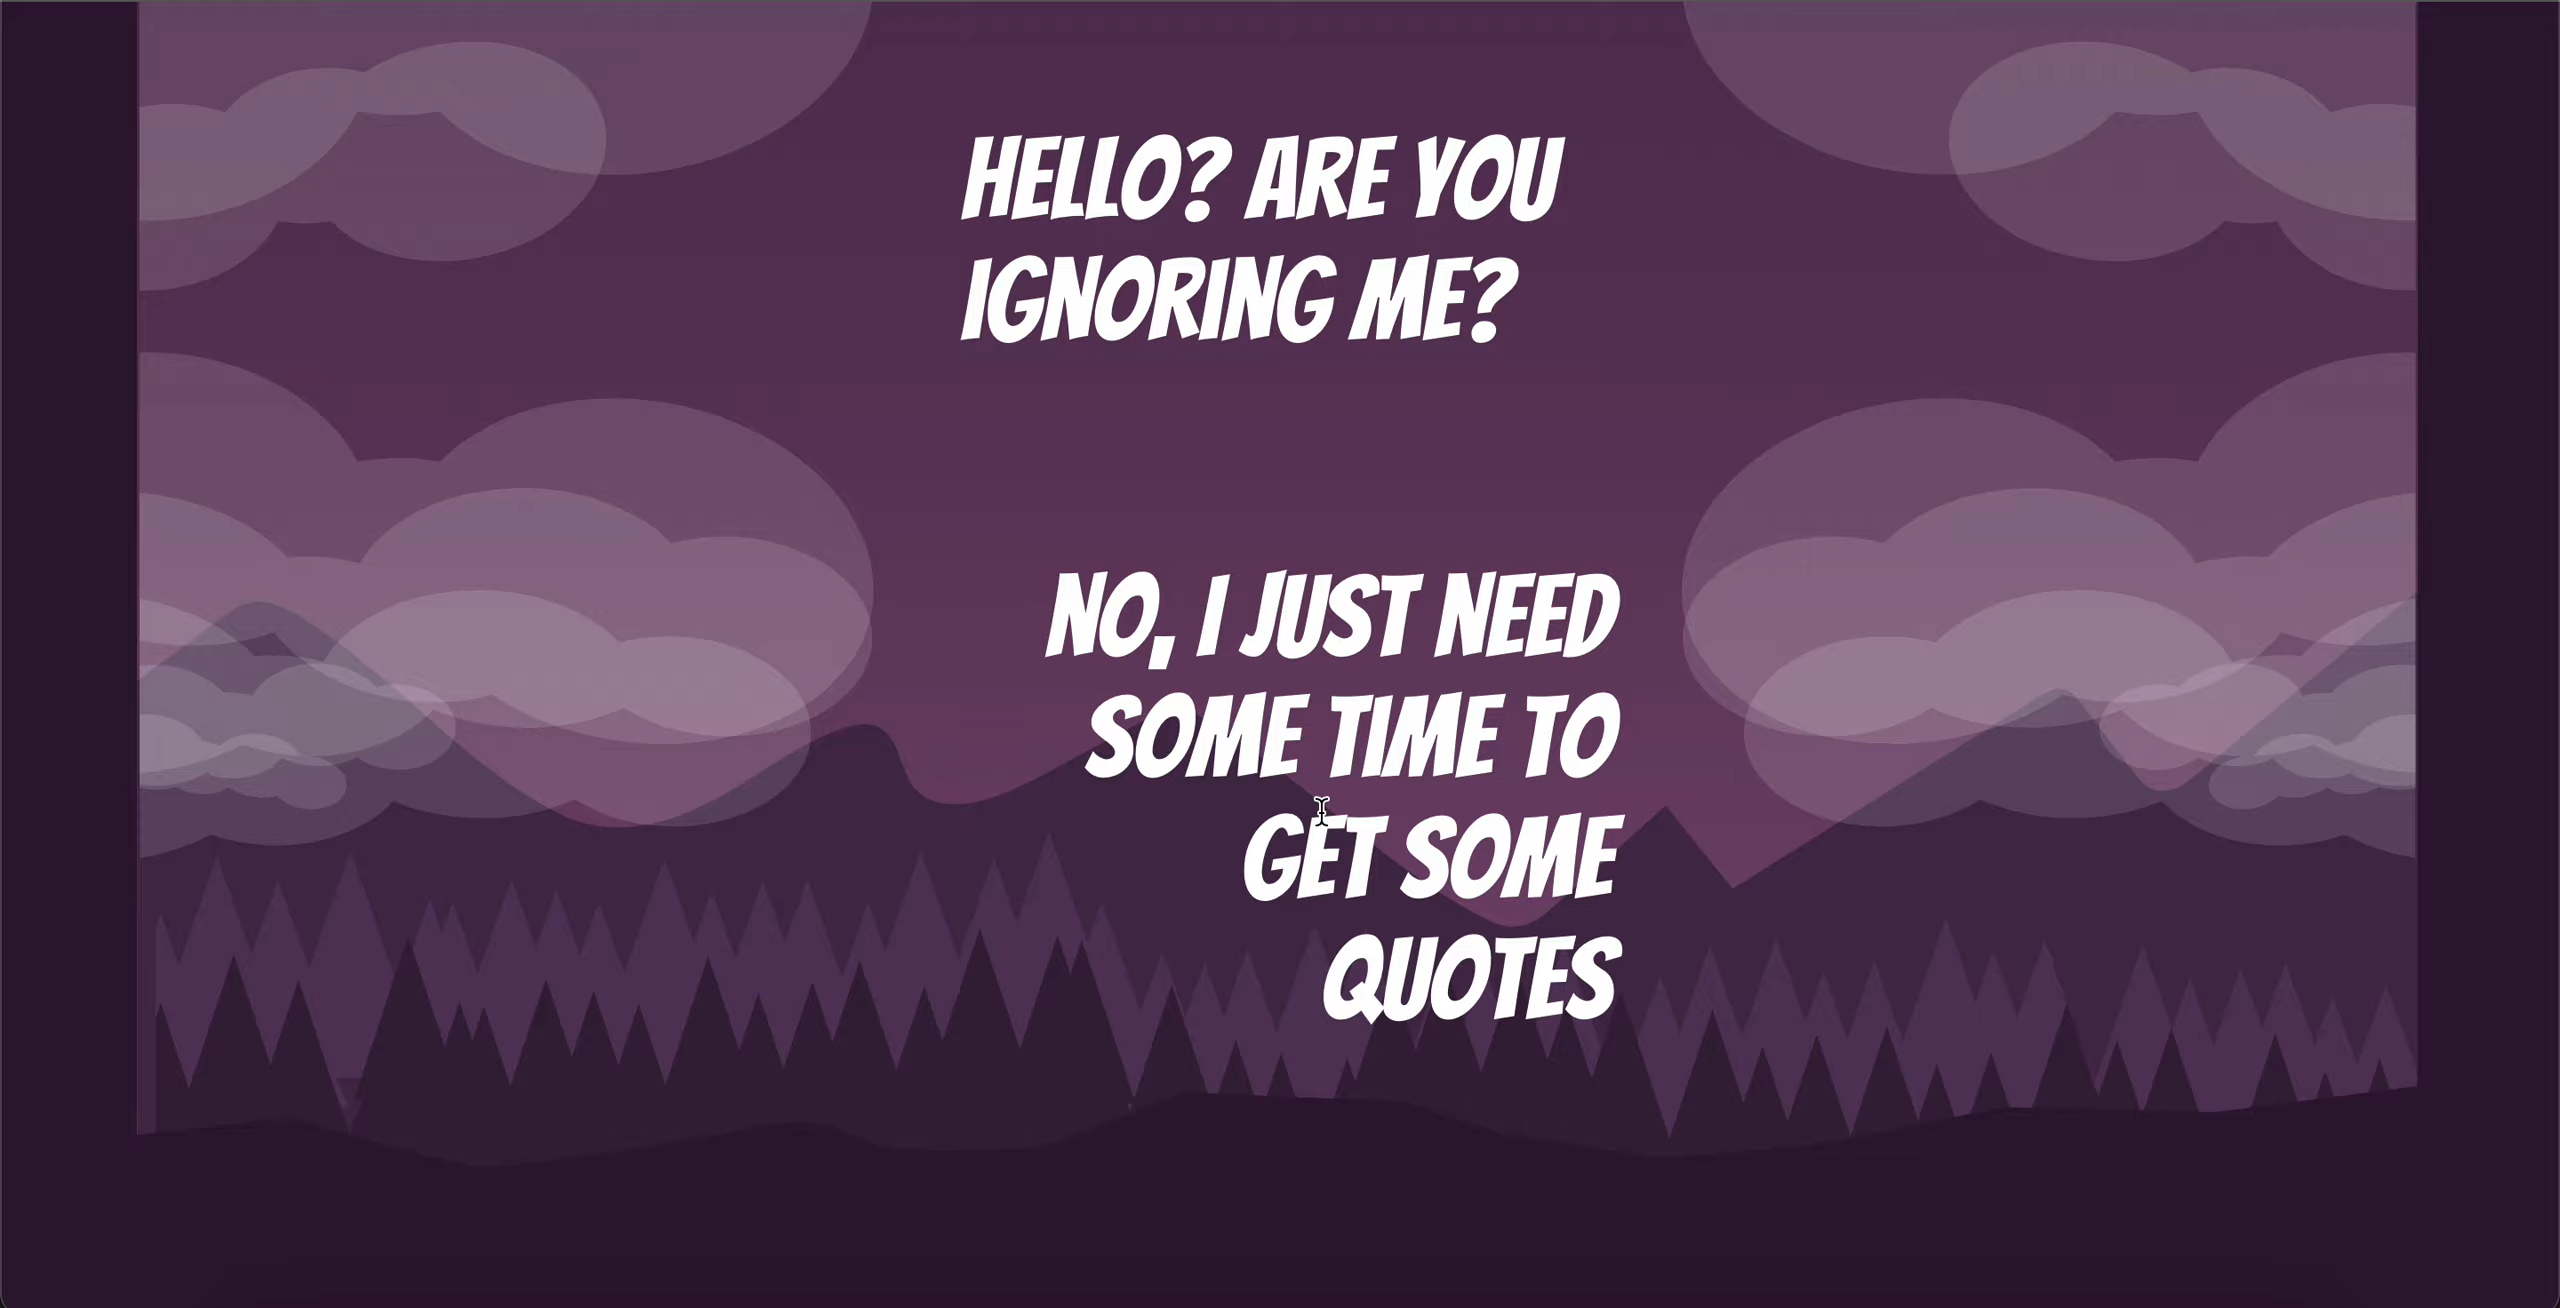 HELLO? ARE YOU
IGNORING ME?
NO, I JUST NEED
SOME TIME TO
GET SOME
QUOTES